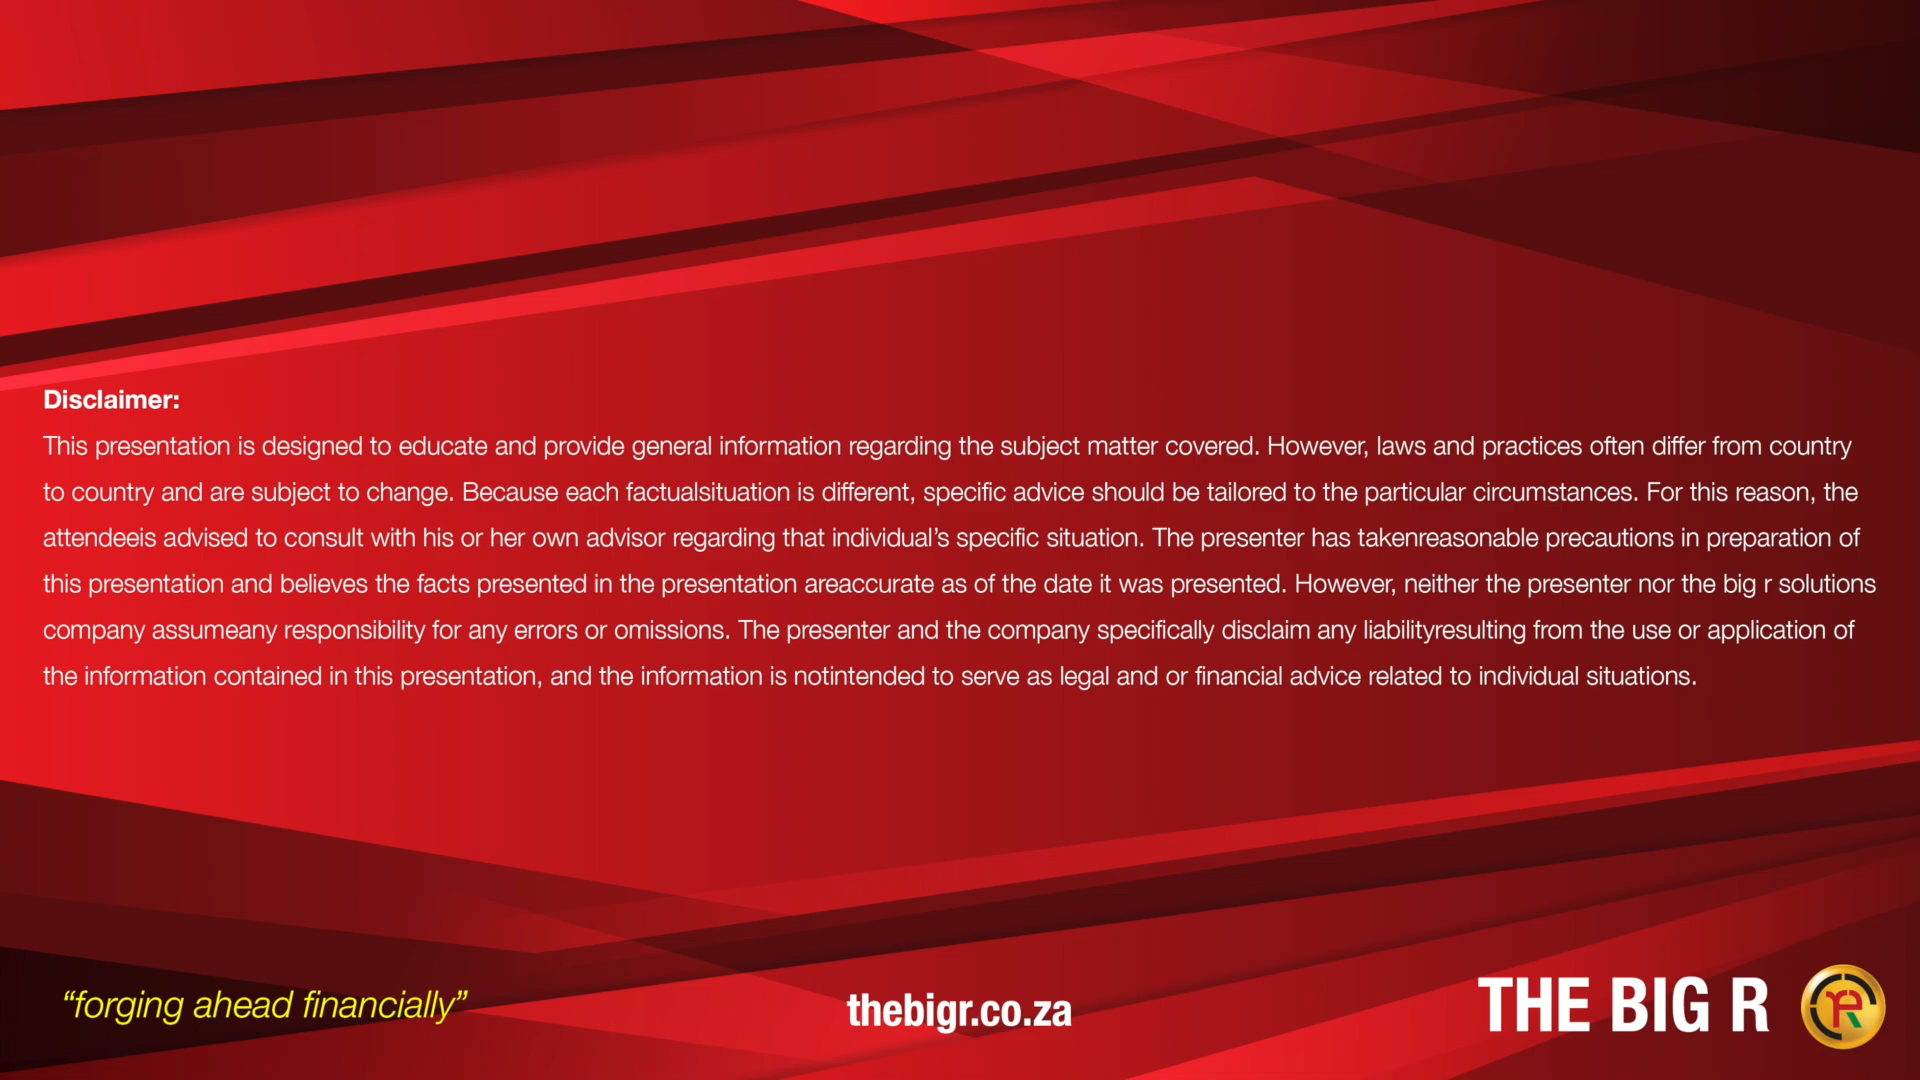 Disclaimer:
This presentation is designed to educate and provide general information regarding the subject matter covered. However, laws and practices often differ from country
to country and are subject to change. Because each factualsituation is different, specific advice should be tailored to the particular circumstances. For this reason, the
attendeeis advised to consult with his or her own advisor regarding that individual’s specific situation. The presenter has takenreasonable precautions in preparation of
this presentation and believes the facts presented in the presentation areaccurate as of the date it was presented. However, neither the presenter nor the big r solutions
company assumeany responsibility for any errors or omissions. The presenter and the company specifically disclaim any liabilityresulting from the use or application of
the information contained in this presentation, and the information is notintended to serve as legal and or financial advice related to individual situations.
“forging ahead financially”
thebigr.co.za
THE BIG R